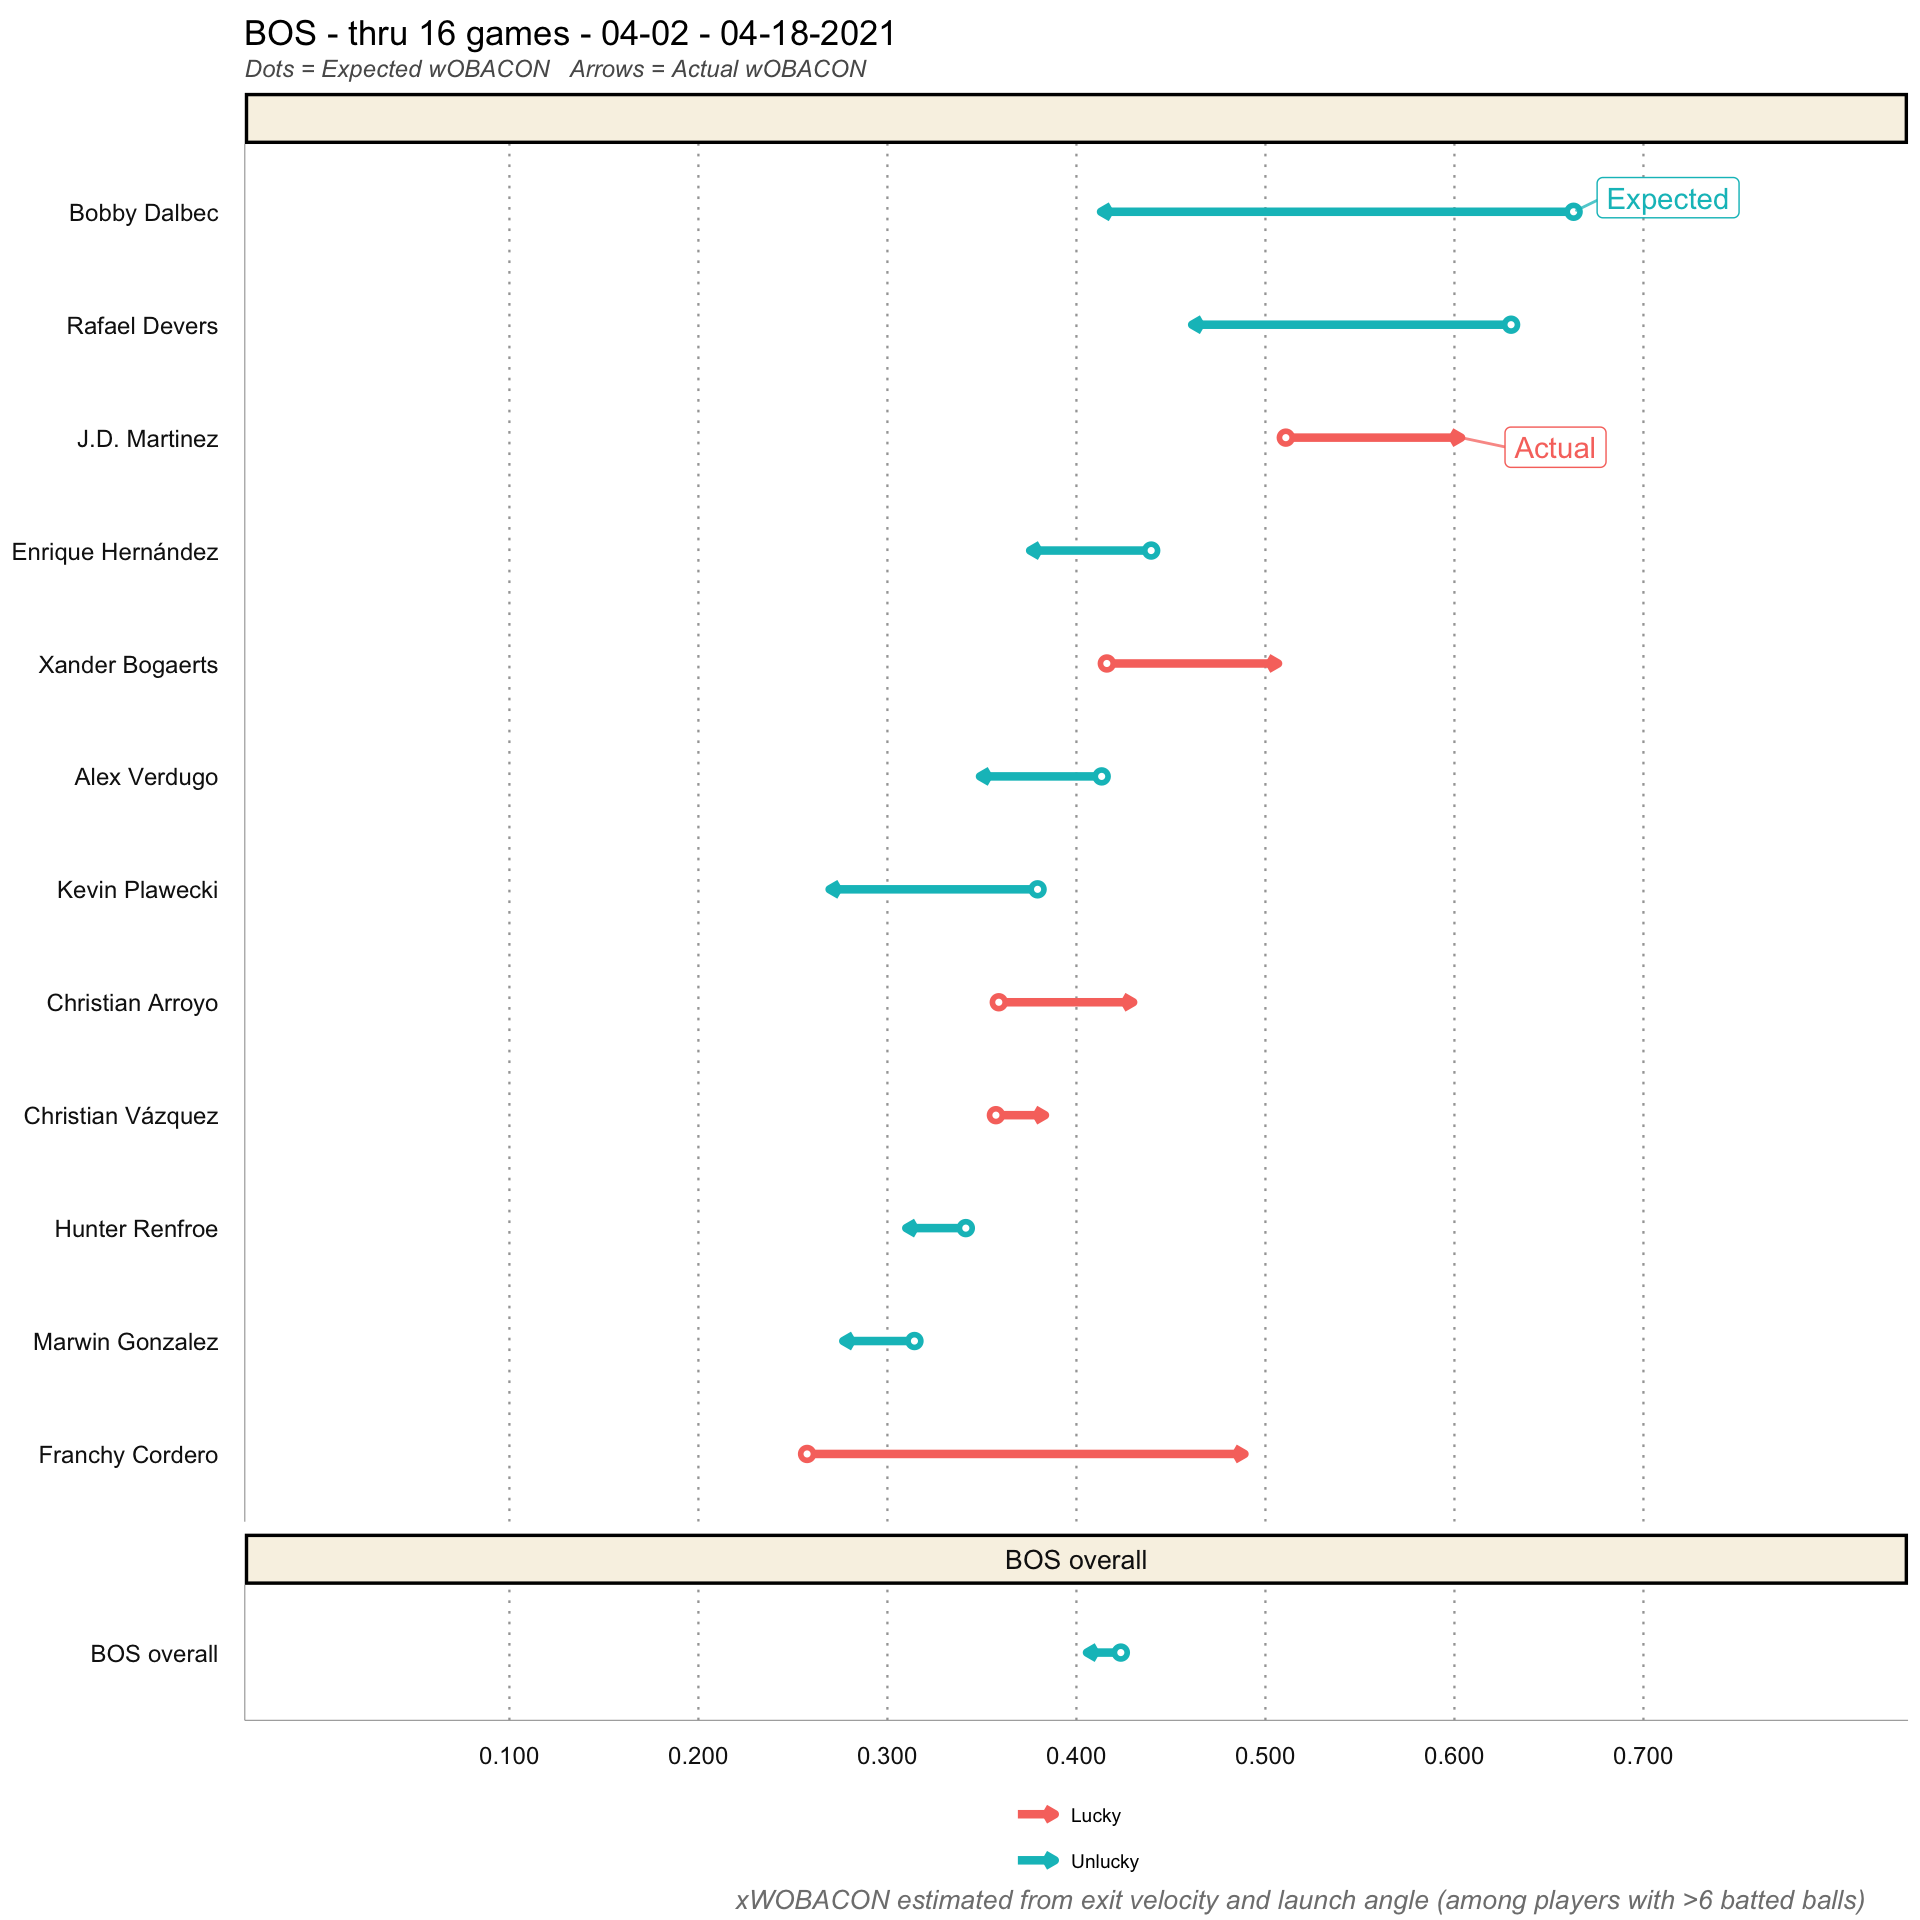 BOS - thru 16 games - 04-02 - 04-18-2021
Dots = Expected wOBACON   Arrows = Actual wOBACON
Bobby Dalbec
Expected
Rafael Devers
J.D. Martinez
Actual
Enrique Hernández
Xander Bogaerts
Alex Verdugo
Kevin Plawecki
Christian Arroyo
Christian Vázquez
Hunter Renfroe
Marwin Gonzalez
Franchy Cordero
BOS overall
BOS overall
0.100 0.200 0.300 0.400 0.500 0.600 0.700
Lucky
Unlucky
xWOBACON estimated from exit velocity and launch angle (among players with >6 batted balls)